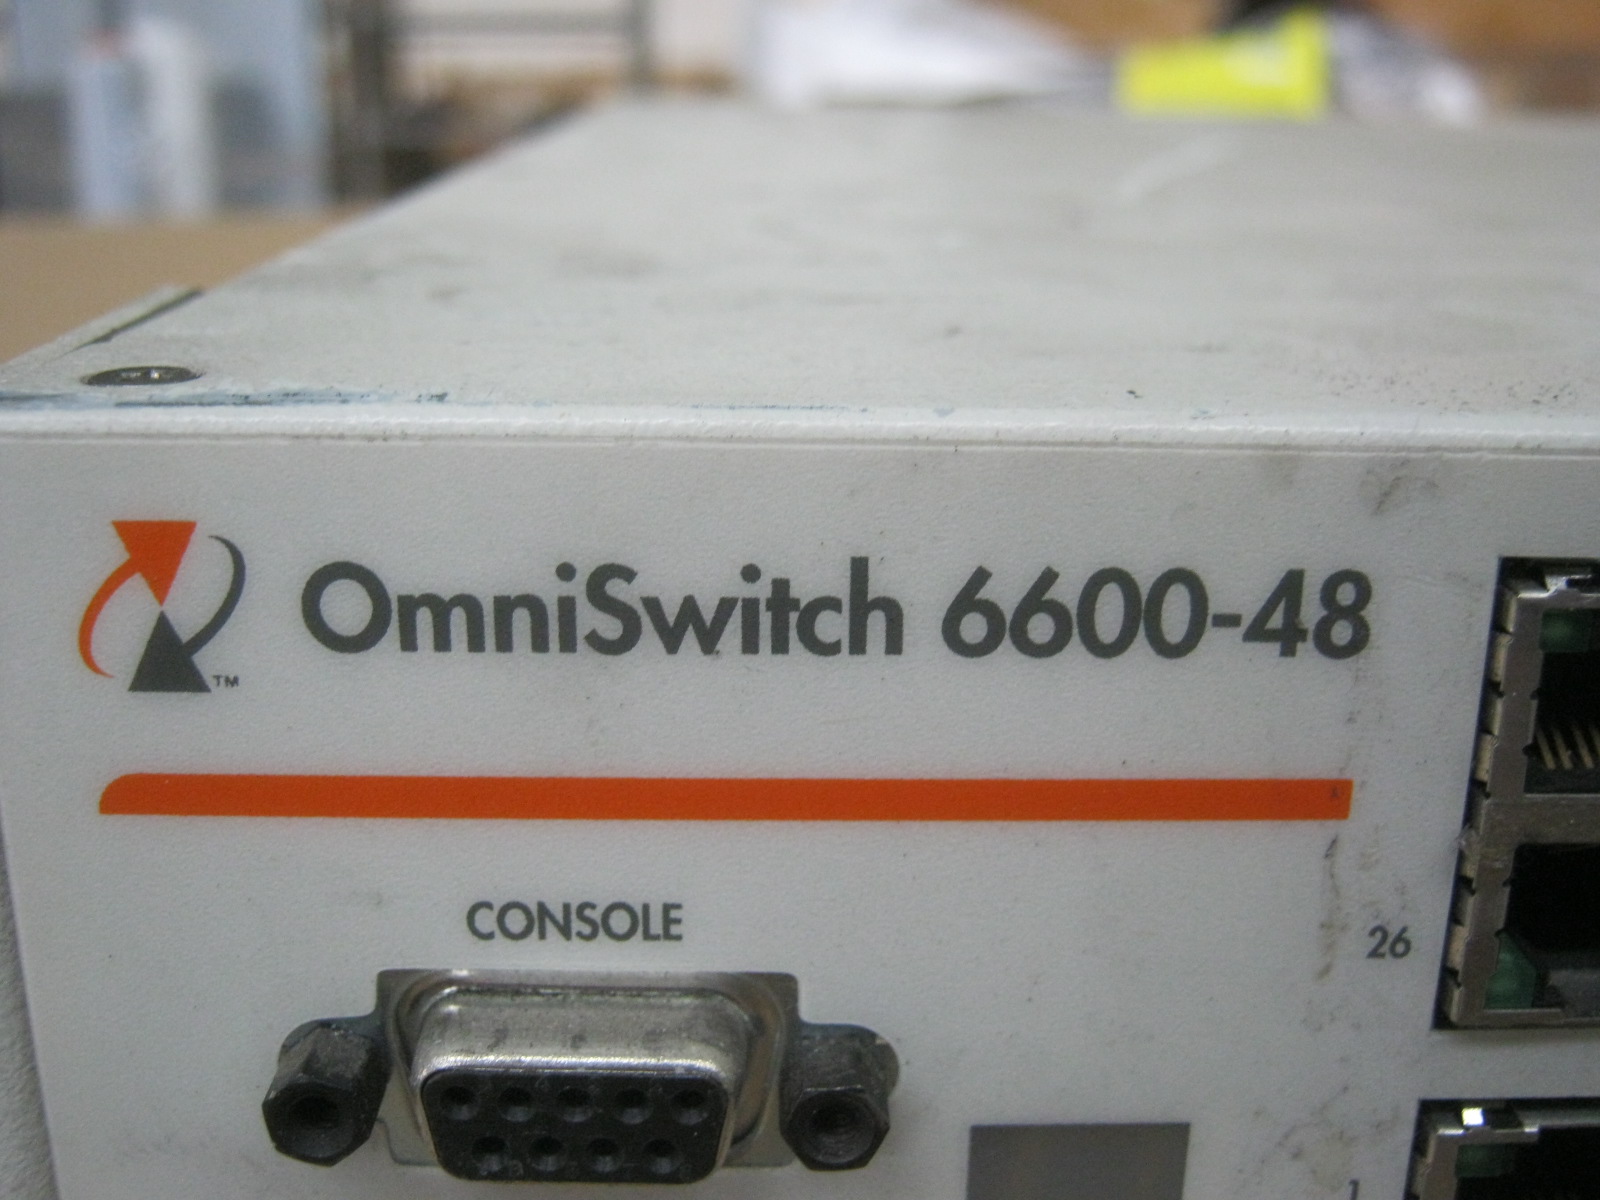 OmniSwitch 6600-48
TM
CONSOLE
26
1